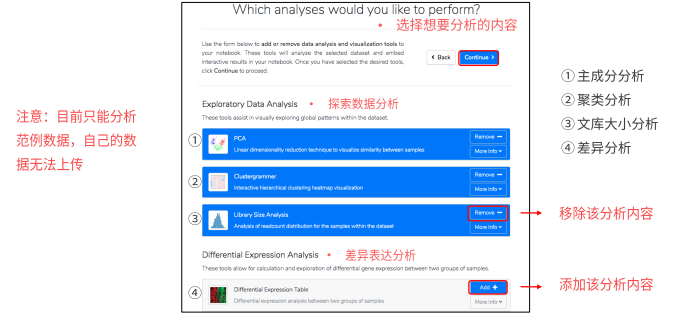 Which analyses would you like to perform?
• 选择想要分析的内容
Use the form below to add or remove data analysis and visualization tools to
your notebook. These tools will analyze the selected dataset and embed
interactive results in your notebook. Once you have selected the desired tools,
click Continue to proceed.
Back
Continue
Exploratory Data Analysis • 探索数据分析
These tools assist in visually exploring global patterns within the dataset.
① PCA
Linear dimensionality reduction technique to visualize similarity between samples
Remove
More Info
② Clustergrammer
Interactive hierarchical clustering heatmap visualization
Remove
More Info
③ Library Size Analysis
Analysis of readcount distribution for the samples within the dataset
Remove
More Info
Differential Expression Analysis • 差异表达分析
These tools allow for calculation and exploration of differential gene expression between two groups of samples.
④ Differential Expression Table
Differential expression analysis between two groups of samples
Add +
More Info
注意：目前只能分析
范例数据，自己的数
据无法上传
①主成分分析
②聚类分析
③文库大小分析
④差异分析
移除该分析内容
添加该分析内容